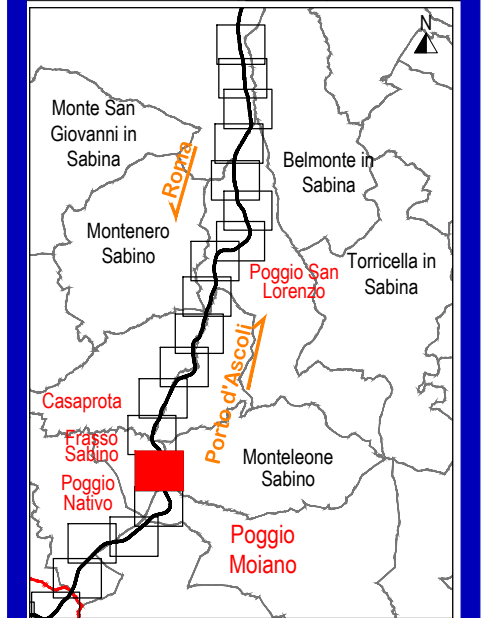 N
Monte San
Giovanni in
Sabina
Roma
Belmonte in
Sabina
Montenero
Sabino
Torricella in
Sabina
Poggio San
Lorenzo
Porto d'Ascoli
Casaprota
Frasso
Sabino
Monteleone
Sabino
Poggio
Nativo
Poggio
Moiano